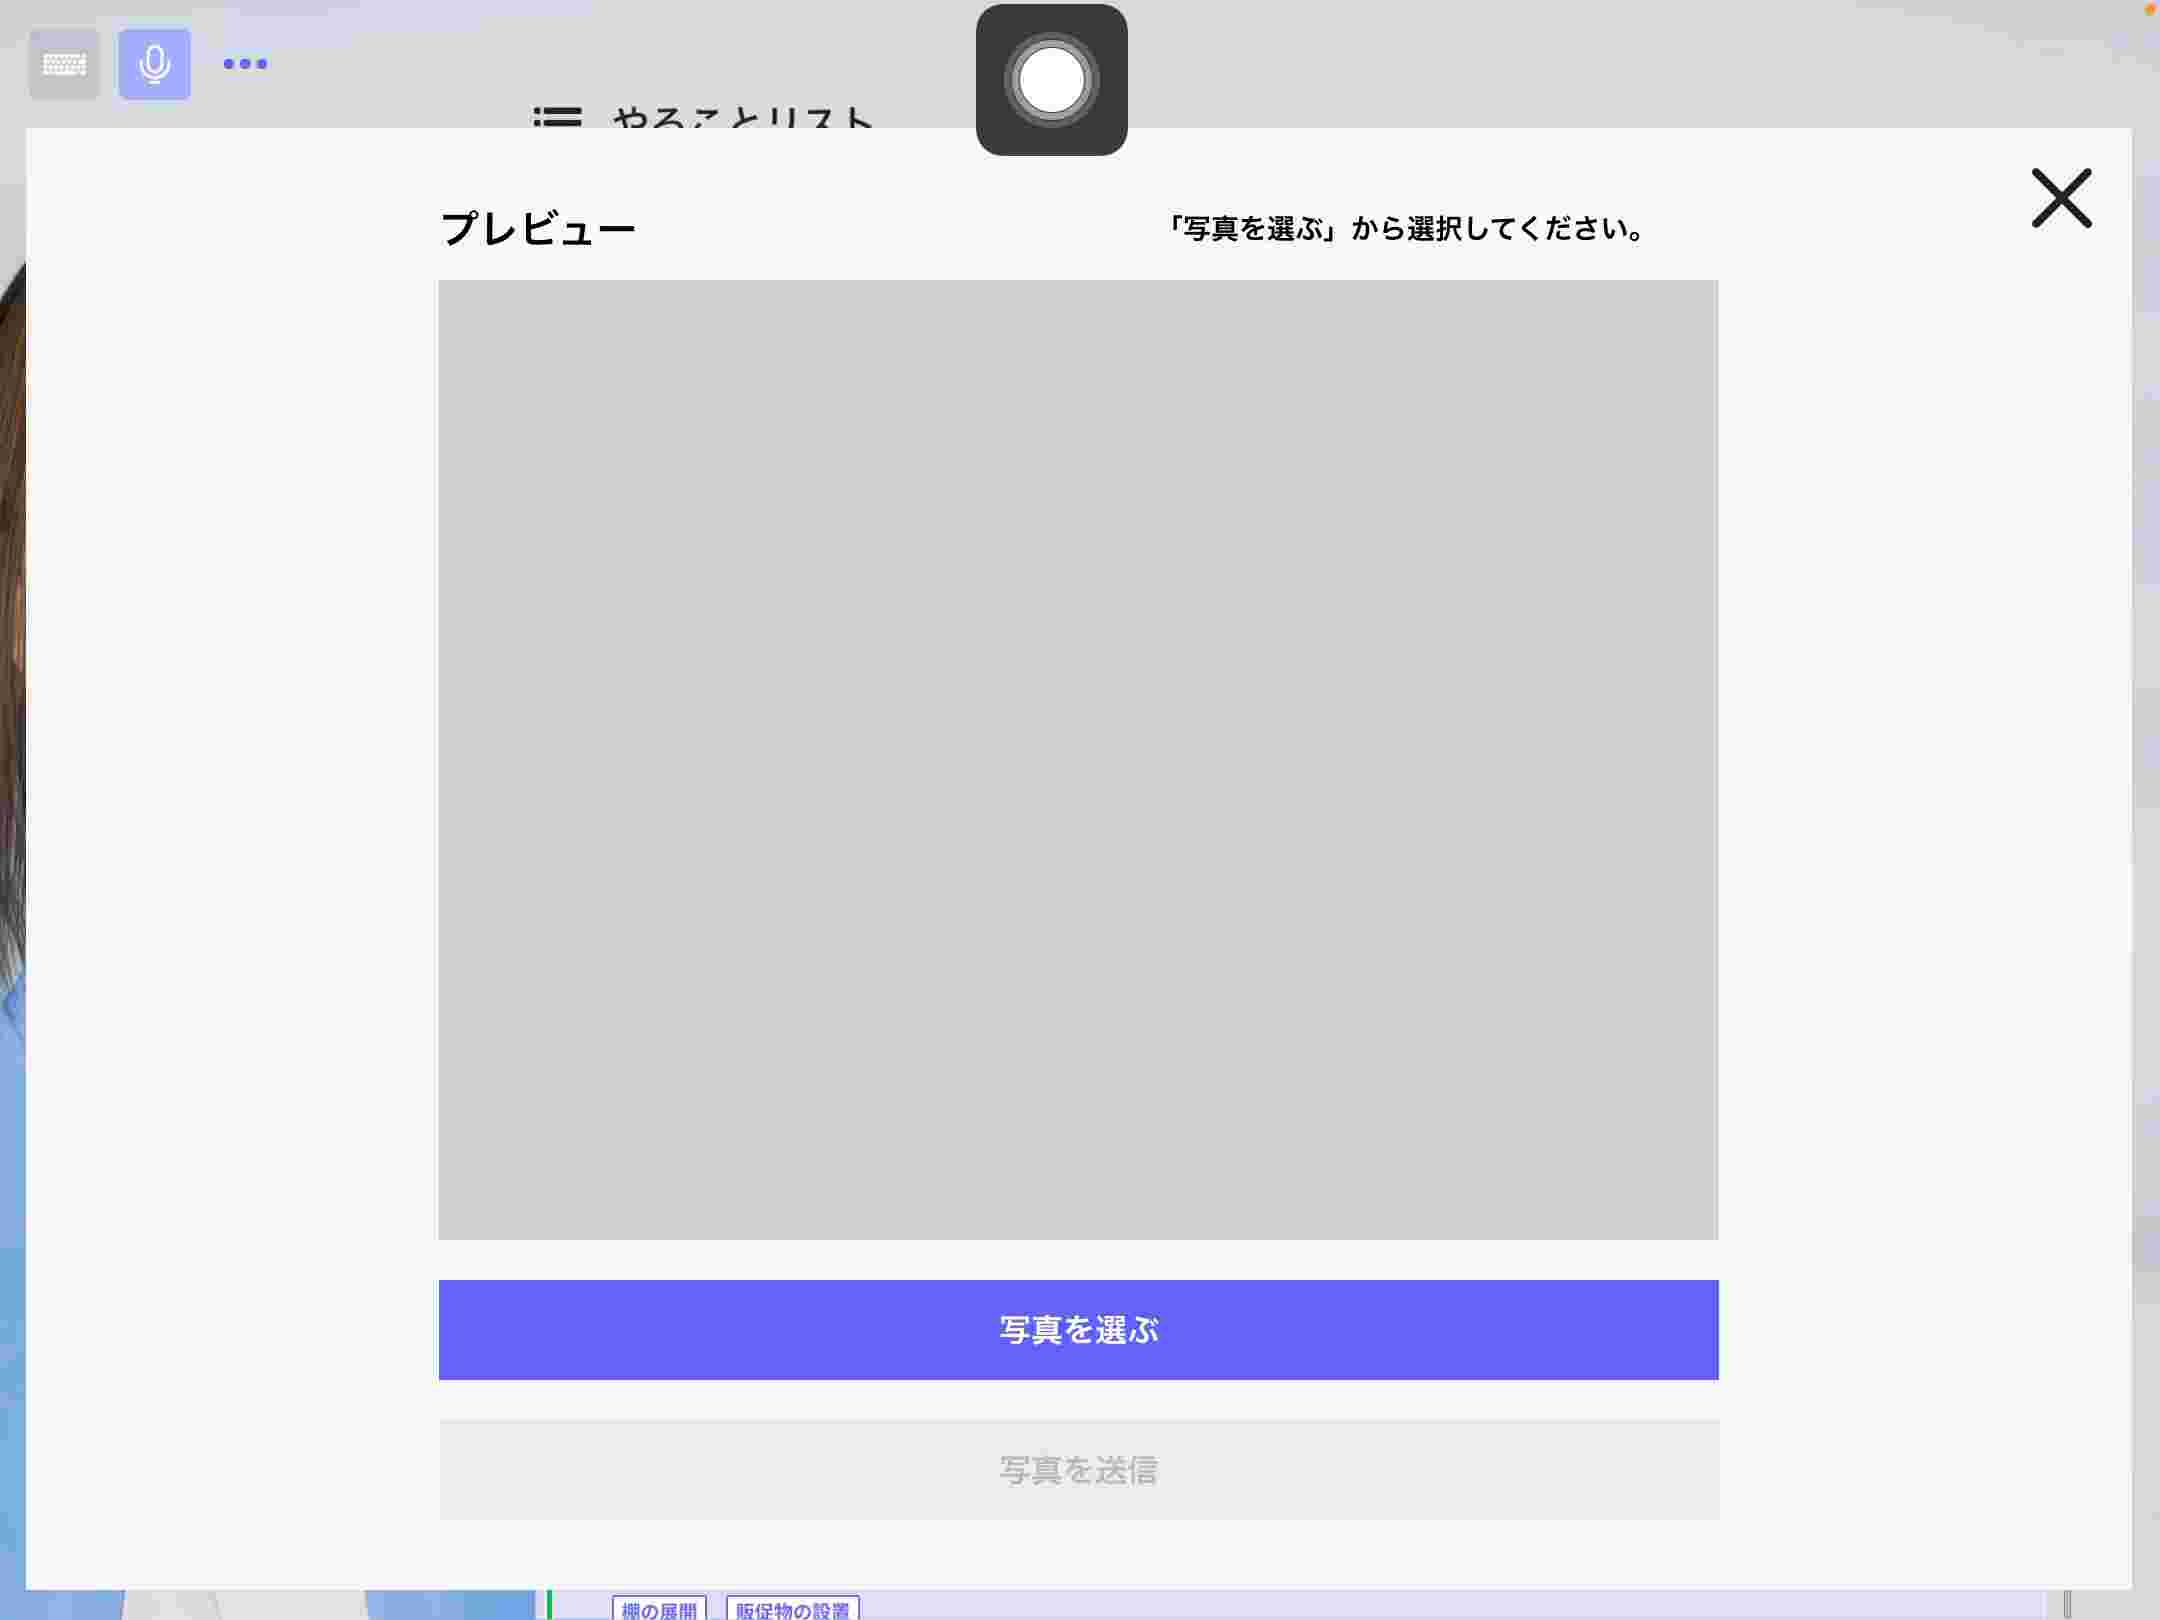 やることリスト
プレビュー
「写真を選ぶ」から選択してください。
写真を選ぶ
写真を送信
棚の展開
販促物の設置